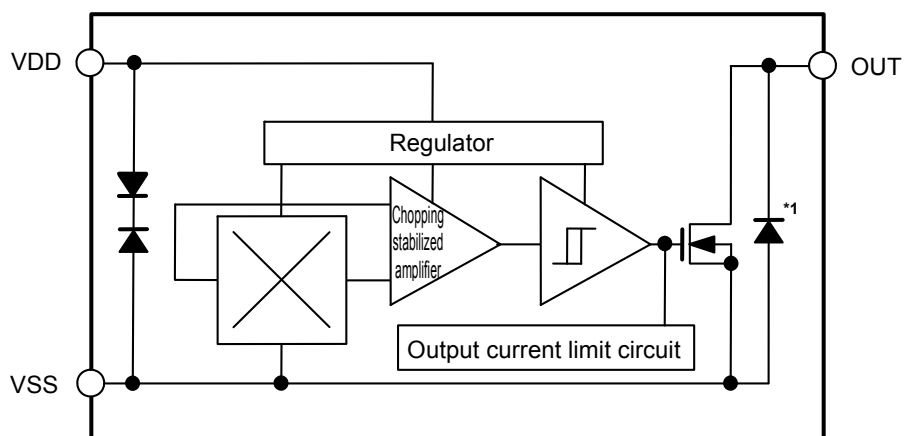 VDD
OUT
Regulator
Chopping
stabilized
amplifier
*1
Output current limit circuit
VSS